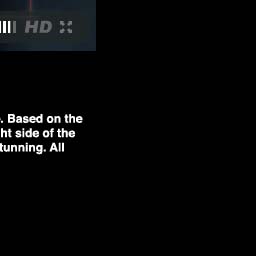 HD
. Based on the
ht side of the
tunning. All